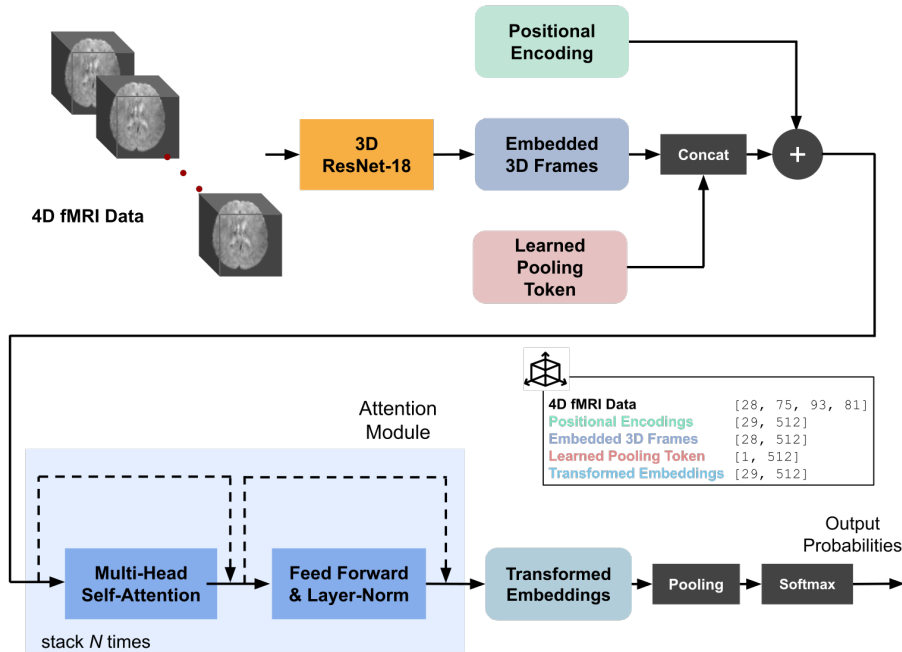 Positional
Encoding
4D fMRI Data
3D
ResNet-18
Embedded
3D Frames
Concat
+
Learned
Pooling
Token
4D fMRI Data [28, 75, 93, 81]
Positional Encodings [29, 512]
Embedded 3D Frames [28, 512]
Learned Pooling Token [1, 512]
Transformed Embeddings [29, 512]
Attention
Module
Multi-Head
Self-Attention
Feed Forward
& Layer-Norm
stack N times
Transformed
Embeddings
Pooling
Softmax
Output
Probabilities